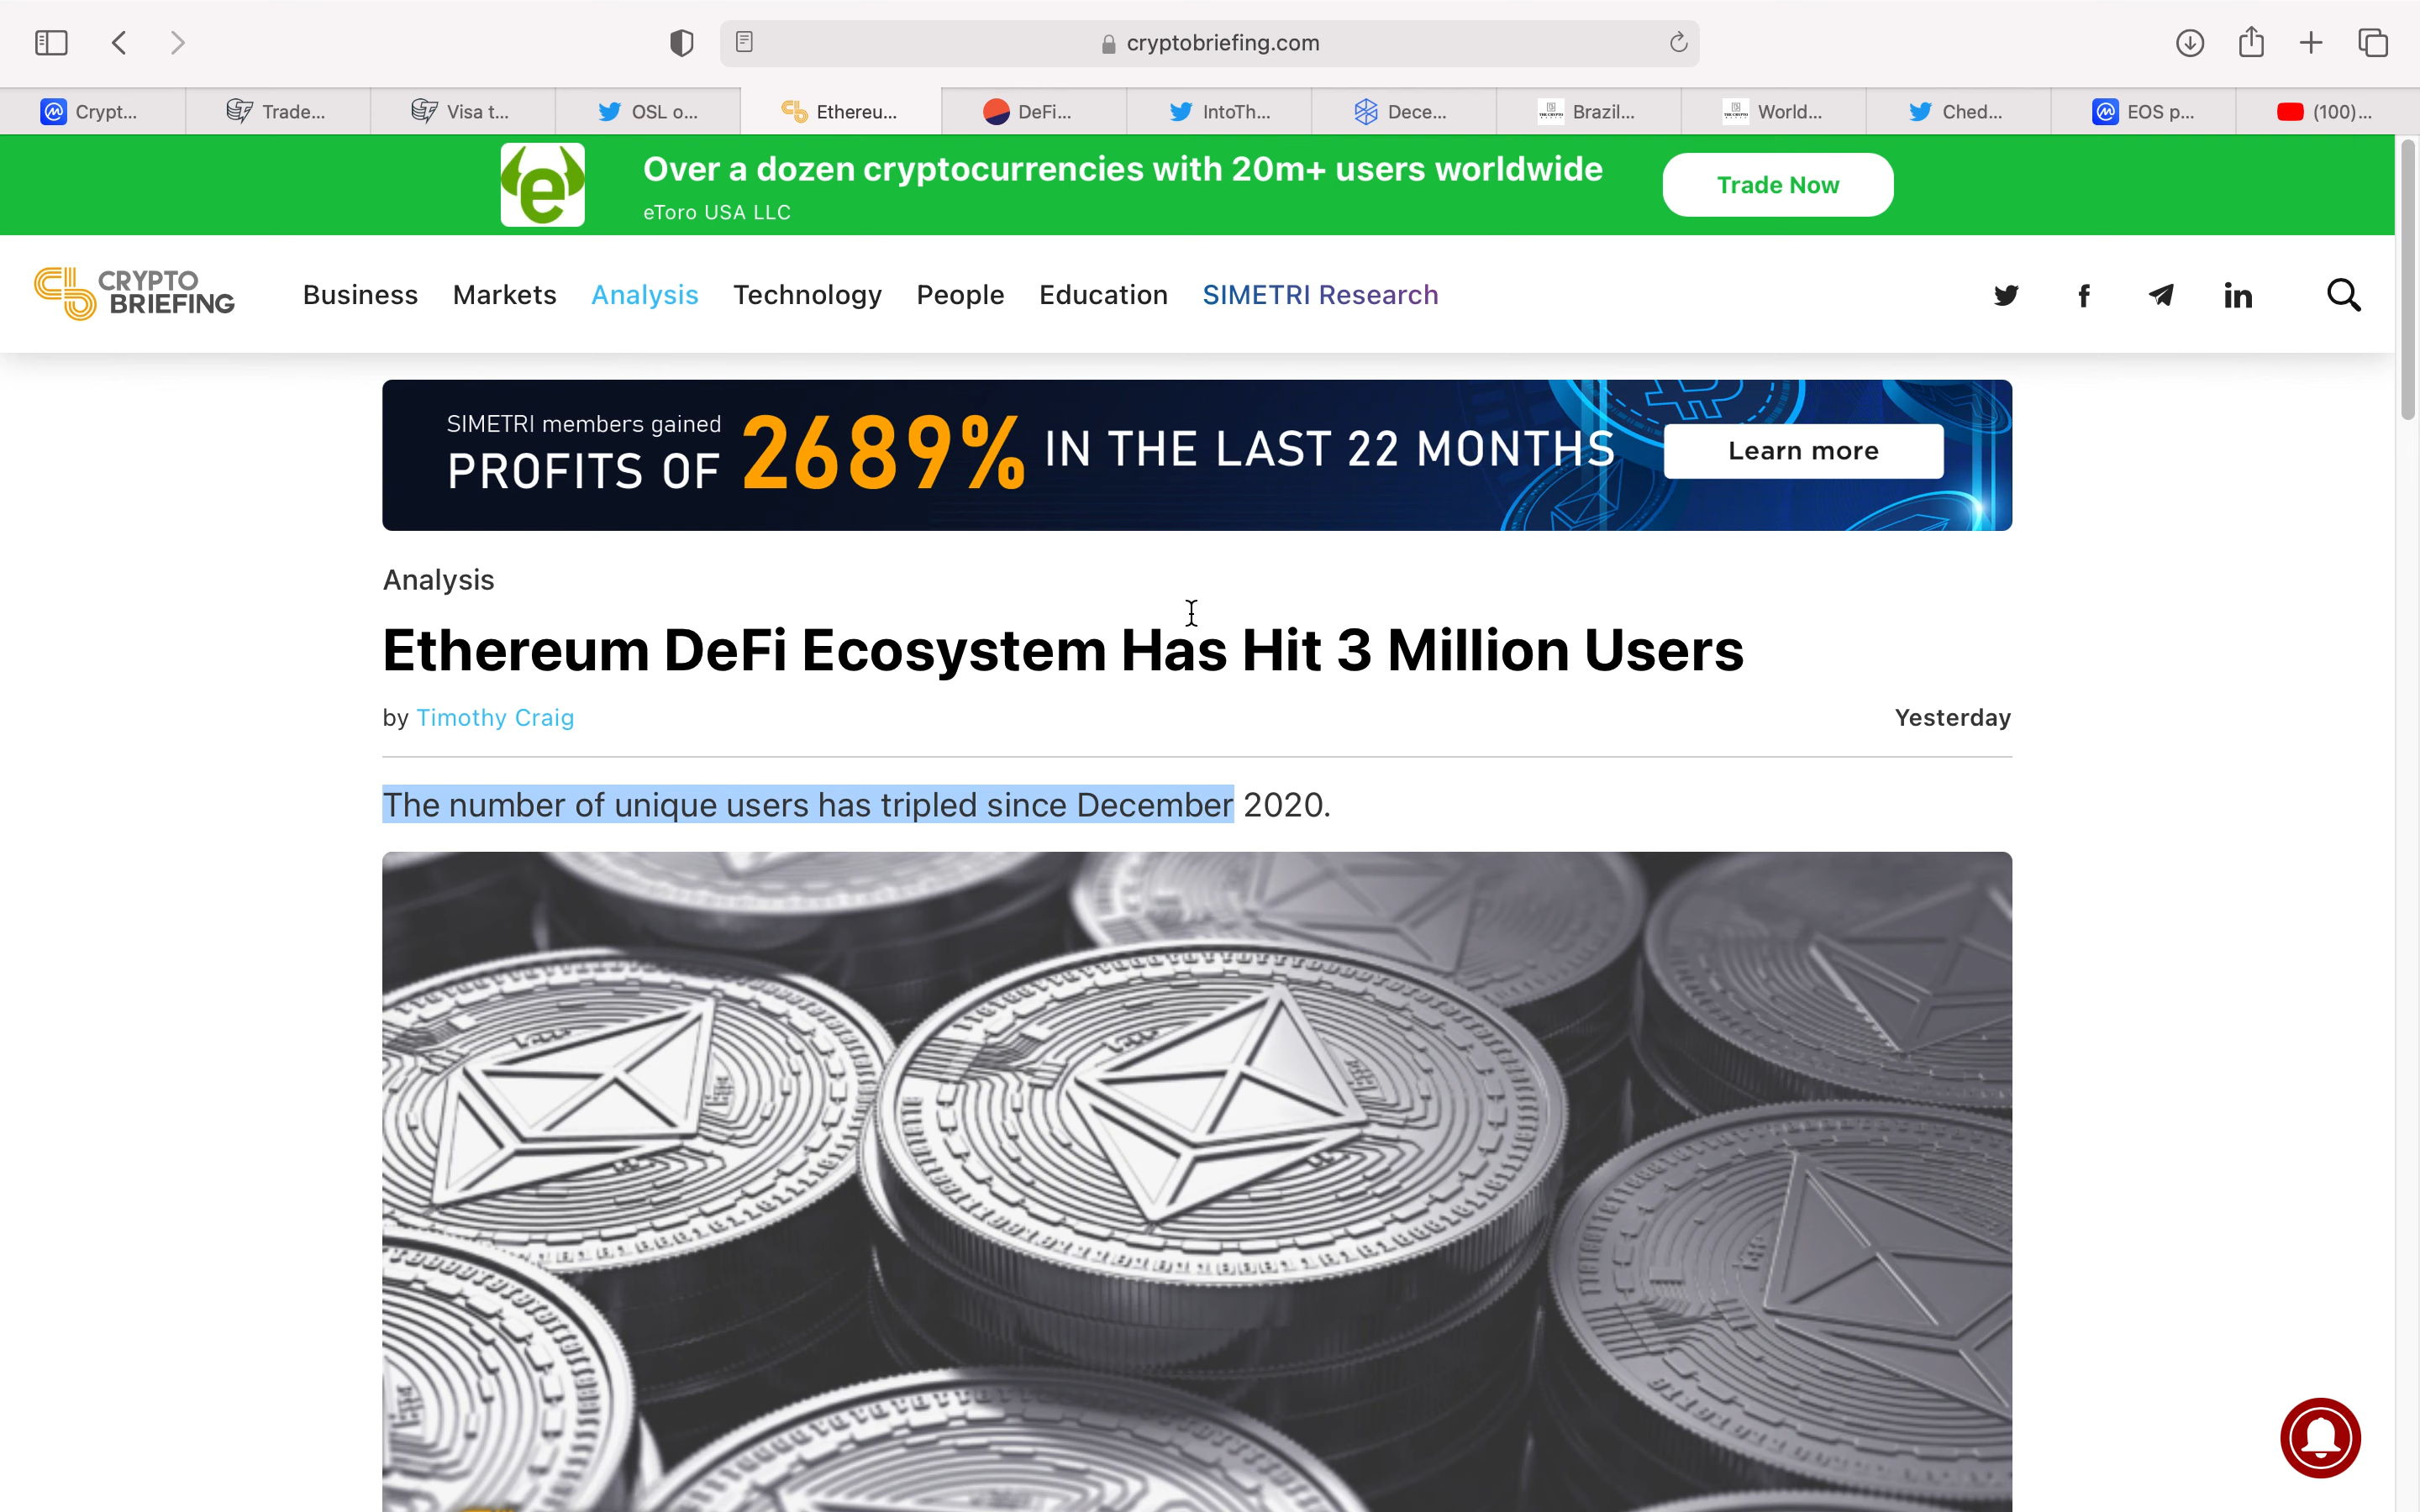 cryptobriefing.com
Crypt...
Trade...
Visa t...
OSL o...
Ethereu...
DeFi...
IntoTh...
Dece...
Brazil...
World...
Ched...
EOS p...
(100)...
Over a dozen cryptocurrencies with 20m+ users worldwide
eToro USA LLC
Trade Now
CRYPTO
BRIEFING
Business
Markets
Analysis
Technology
People
Education
SIMETRI Research
SIMETRI members gained
PROFITS OF
2689%
IN THE LAST 22 MONTHS
Learn more
Analysis
Ethereum DeFi Ecosystem Has Hit 3 Million Users
by Timothy Craig
Yesterday
The number of unique users has tripled since December 2020.